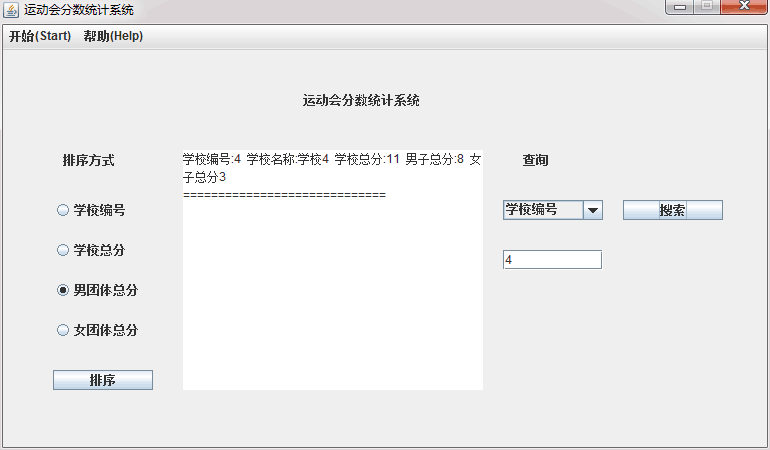 运动会分数统计系统
开始(Start) 帮助(Help)
运动会分数统计系统
排序方式
学校编号
学校总分
男团体总分
女团体总分
排序
学校编号:4 学校名称:学校4 学校总分:11 男子总分:8 女
子总分3
=============================
查询
学校编号
搜索
4